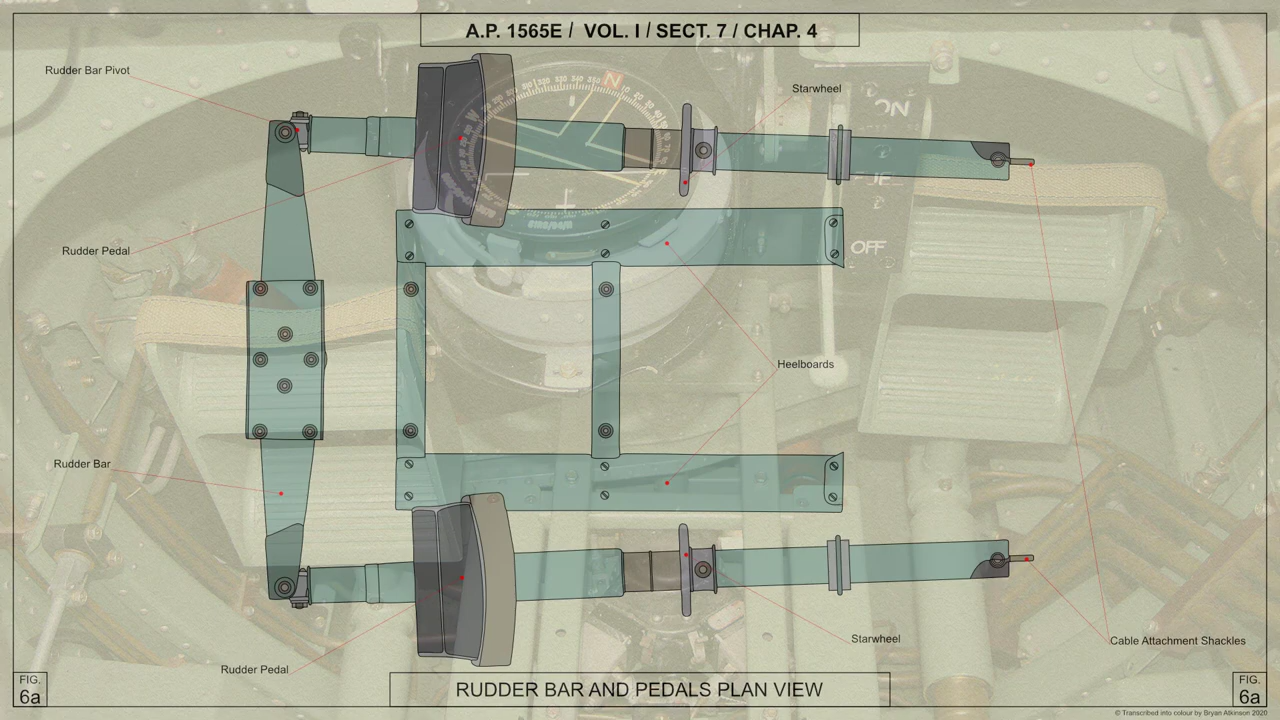 A.P. 1565E / VOL. I / SECT. 7 / CHAP. 4
Rudder Bar Pivot
Starwheel
N
ON
Rudder Pedal
OFF
Heelboards
Rudder Bar
Starwheel
Cable Attachment Shackles
Rudder Pedal
FIG.
6a
RUDDER BAR AND PEDALS PLAN VIEW
FIG.
6a
© Transcribed into colour by Bryan Atkinson 2020